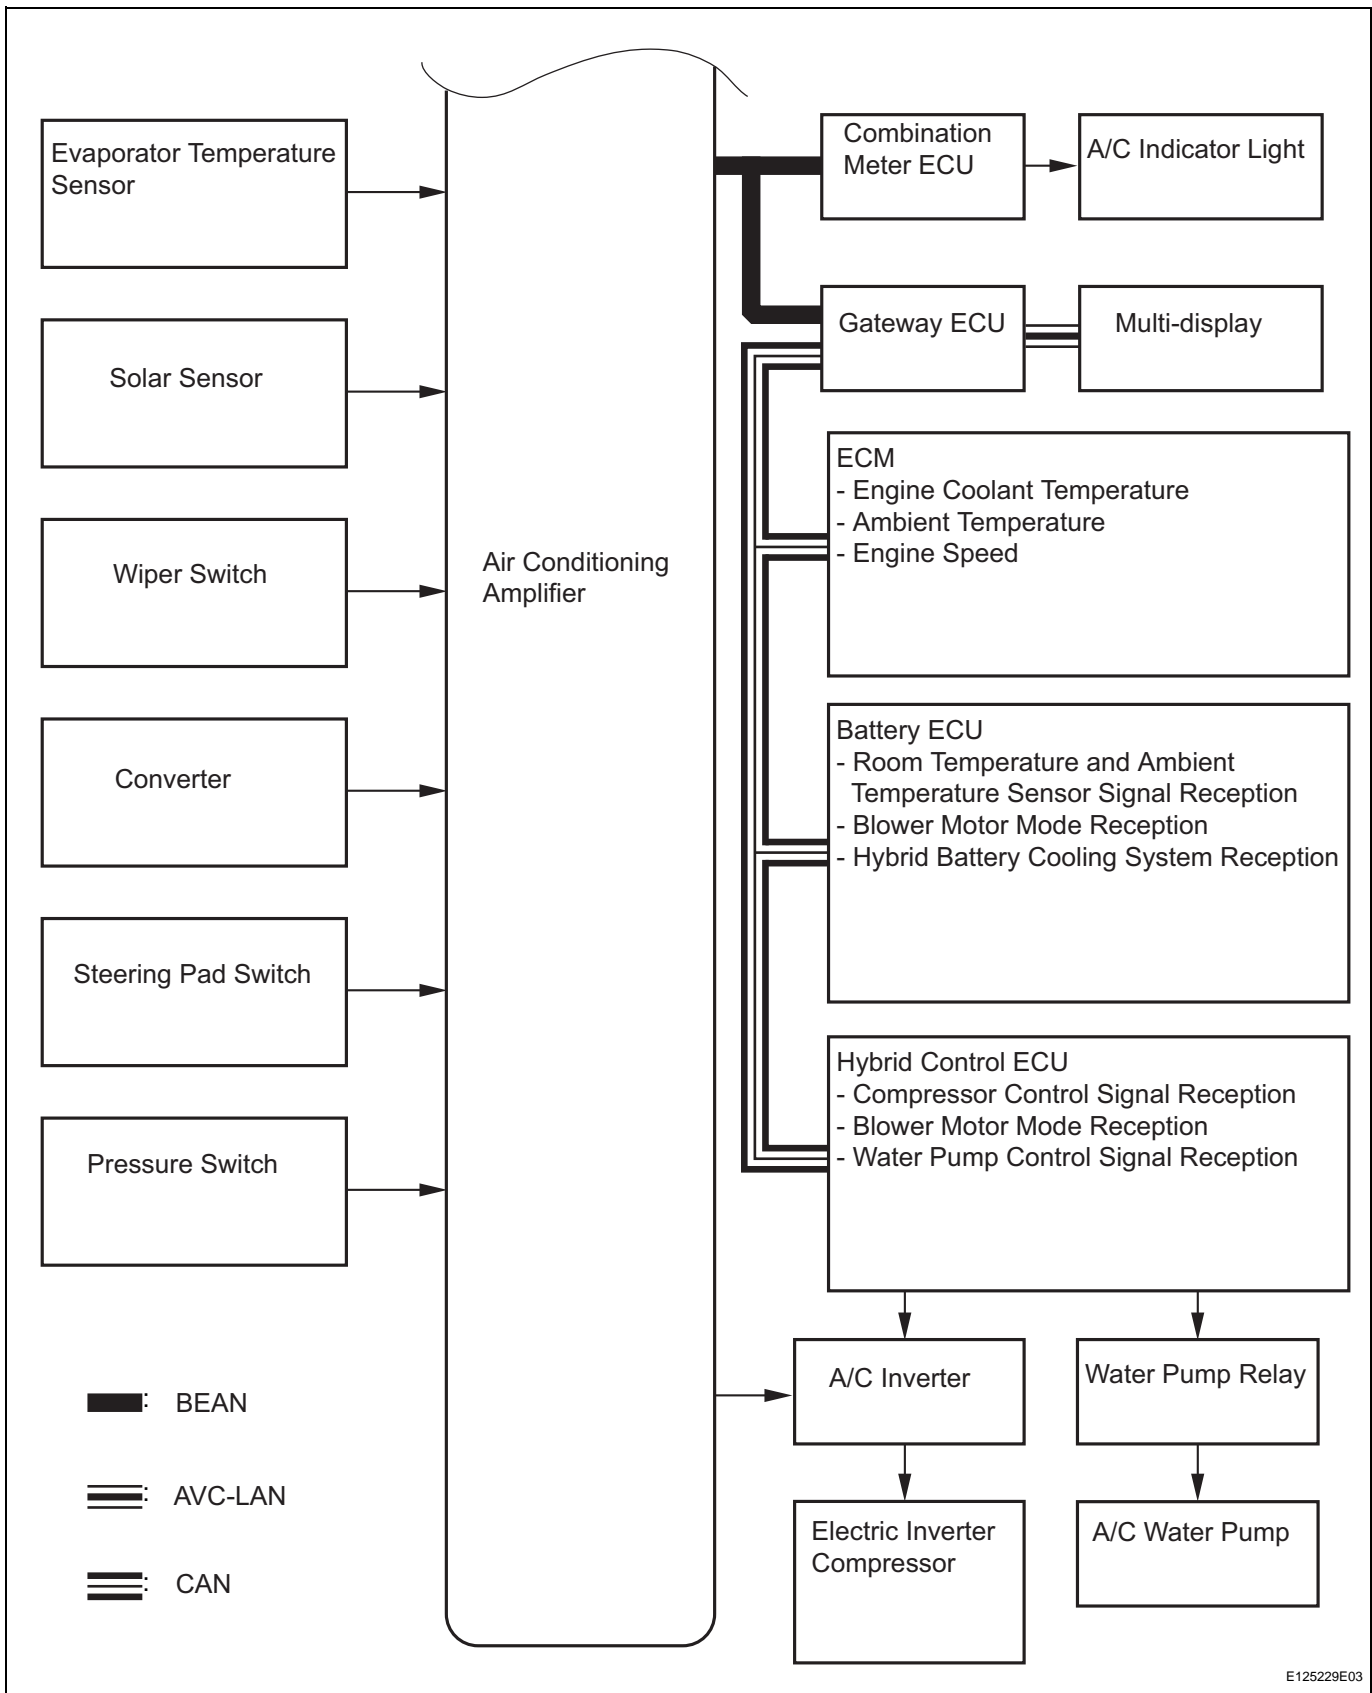 Evaporator Temperature
Sensor
Solar Sensor
Wiper Switch
Converter
Steering Pad Switch
Pressure Switch
: BEAN
: AVC-LAN
: CAN
Air Conditioning
Amplifier
Combination
Meter ECU
A/C Indicator Light
Gateway ECU
Multi-display
ECM
- Engine Coolant Temperature
- Ambient Temperature
- Engine Speed
Battery ECU
- Room Temperature and Ambient
Temperature Sensor Signal Reception
- Blower Motor Mode Reception
- Hybrid Battery Cooling System Reception
Hybrid Control ECU
- Compressor Control Signal Reception
- Blower Motor Mode Reception
- Water Pump Control Signal Reception
A/C Inverter
Water Pump Relay
Electric Inverter
Compressor
A/C Water Pump
E125229E03